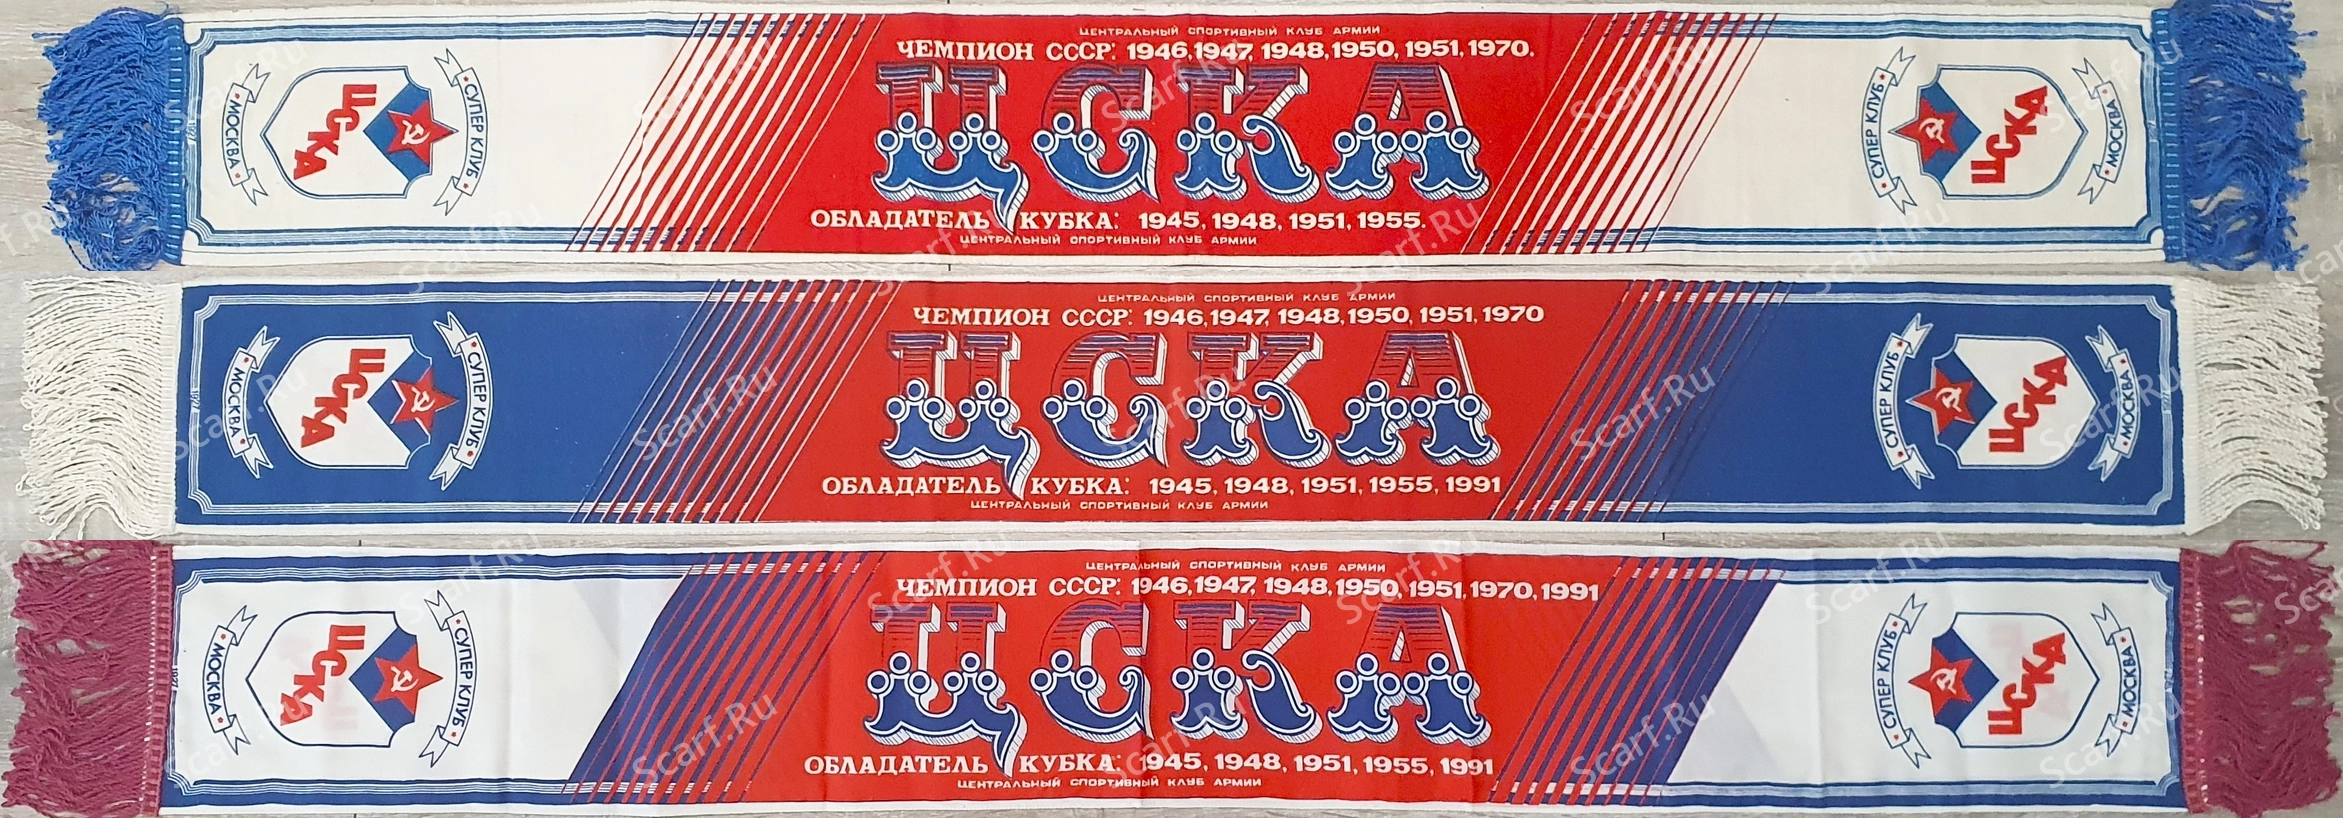 ЦЕНТРАЛЬНЫЙ СПОРТИВНЫЙ КЛУБ АРМИИ
ЧЕМПИОН СССР: 1946, 1947, 1948, 1950, 1951, 1970.
МОСКВА
ЦСКА
СУПЕР КЛУБ
ЦСКА
СУПЕР КЛУБ
ЦСКА
МОСКВА
ОБЛАДАТЕЛЬ КУБКА: 1945, 1948, 1951, 1955.
ЦЕНТРАЛЬНЫЙ СПОРТИВНЫЙ КЛУБ АРМИИ
ЦЕНТРАЛЬНЫЙ СПОРТИВНЫЙ КЛУБ АРМИИ
ЧЕМПИОН СССР: 1946, 1947, 1948, 1950, 1951, 1970
МОСКВА
ЦСКА
СУПЕР КЛУБ
ЦСКА
СУПЕР КЛУБ
ЦСКА
МОСКВА
ОБЛАДАТЕЛЬ КУБКА: 1945, 1948, 1951, 1955, 1991
ЦЕНТРАЛЬНЫЙ СПОРТИВНЫЙ КЛУБ АРМИИ
ЦЕНТРАЛЬНЫЙ СПОРТИВНЫЙ КЛУБ АРМИИ
ЧЕМПИОН СССР: 1946, 1947, 1948, 1950, 1951, 1970, 1991
МОСКВА
ЦСКА
СУПЕР КЛУБ
ЦСКА
СУПЕР КЛУБ
ЦСКА
МОСКВА
ОБЛАДАТЕЛЬ КУБКА: 1945, 1948, 1951, 1955, 1991
ЦЕНТРАЛЬНЫЙ СПОРТИВНЫЙ КЛУБ АРМИИ
Scarf.Ru